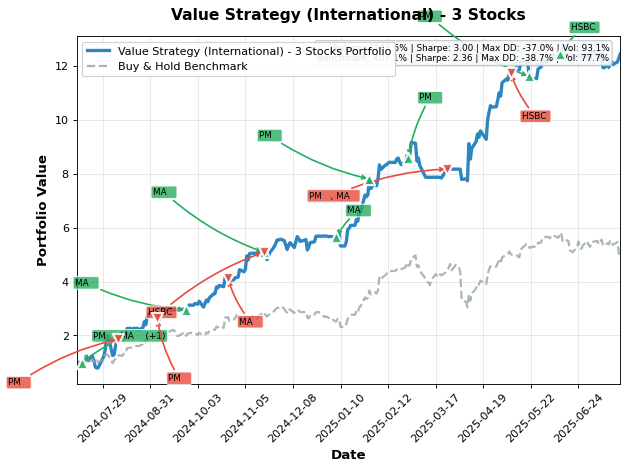 Value Strategy (International) - 3 Stocks
PM
HSBC
Value Strategy (International) - 3 Stocks Portfolio
Buy & Hold Benchmark
| Sharpe: 3.00 | Max DD: -37.0% | Vol: 93.1%
| Sharpe: 2.36 | Max DD: -38.7% | Vol: 77.7%
12
10
8
6
4
2
Portfolio Value
PM
HSBC
PM
MA
PM , MA
MA
MA
HSBC
MA
PM
MA (+1)
PM
PM
2024-07-29
2024-08-31
2024-10-03
2024-11-05
2024-12-08
2025-01-10
2025-02-12
2025-03-17
2025-04-19
2025-05-22
2025-06-24
Date